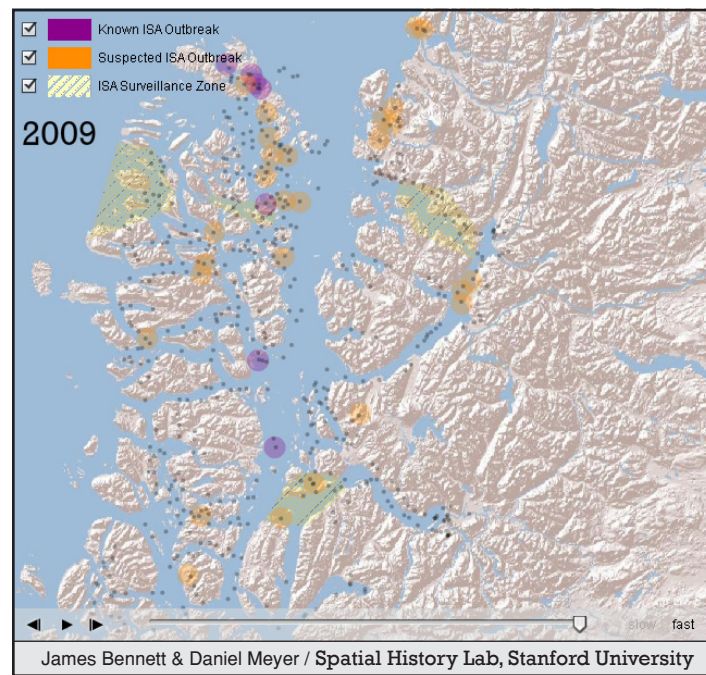 Known ISA Outbreak
Suspected ISA Outbreak
ISA Surveillance Zone
2009
slow fast
James Bennett & Daniel Meyer / Spatial History Lab, Stanford University